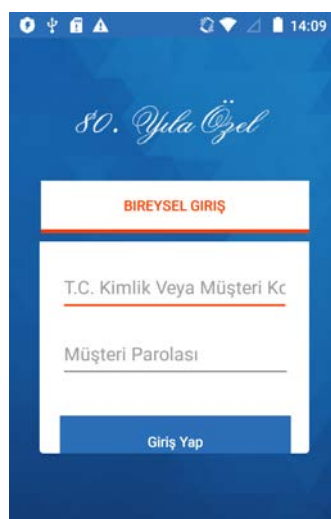 14:09
80. Yıla Özel
BIREYSEL GIRIŞ
T.C. Kimlik Veya Müşteri Kc
Müşteri Parolası
Giriş Yap